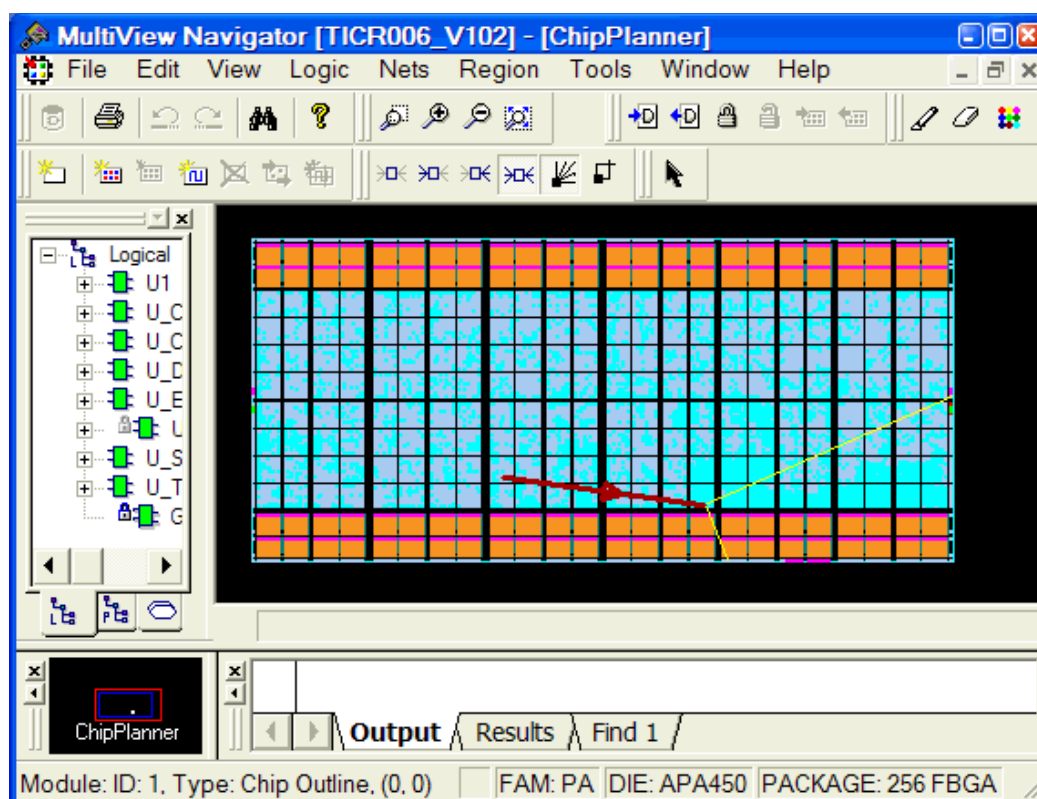 MultiView Navigator [TICR006_V102] - [ChipPlanner]
File Edit View Logic Nets Region Tools Window Help
Logical
U1
U_C
U_C
U_D
U_E
U
U_S
U_T
G
ChipPlanner
Output Results Find 1
Module: ID: 1, Type: Chip Outline, (0, 0) FAM: PA DIE: APA450 PACKAGE: 256 FBGA